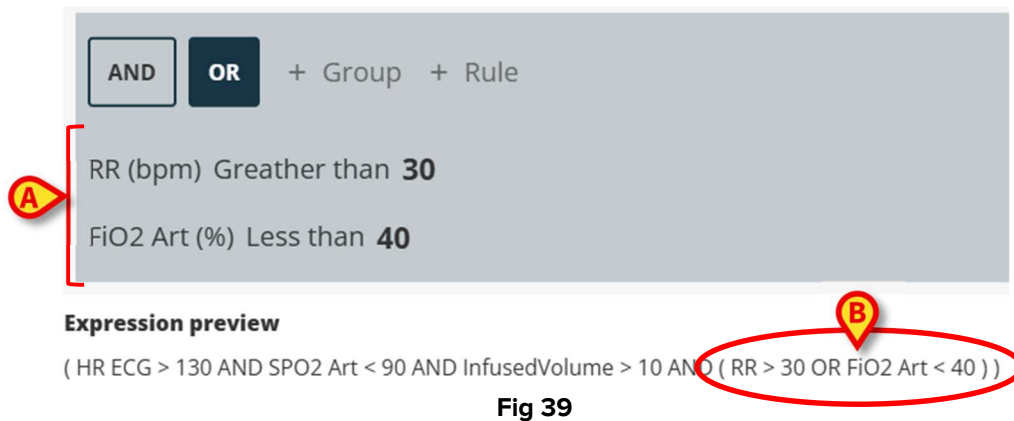 AND OR + Group + Rule
A
RR (bpm) Greather than 30
FiO2 Art (%) Less than 40
Expression preview
B
( HR ECG > 130 AND SPO2 Art < 90 AND InfusedVolume > 10 AND ( RR > 30 OR FiO2 Art < 40 ) )
Fig 39